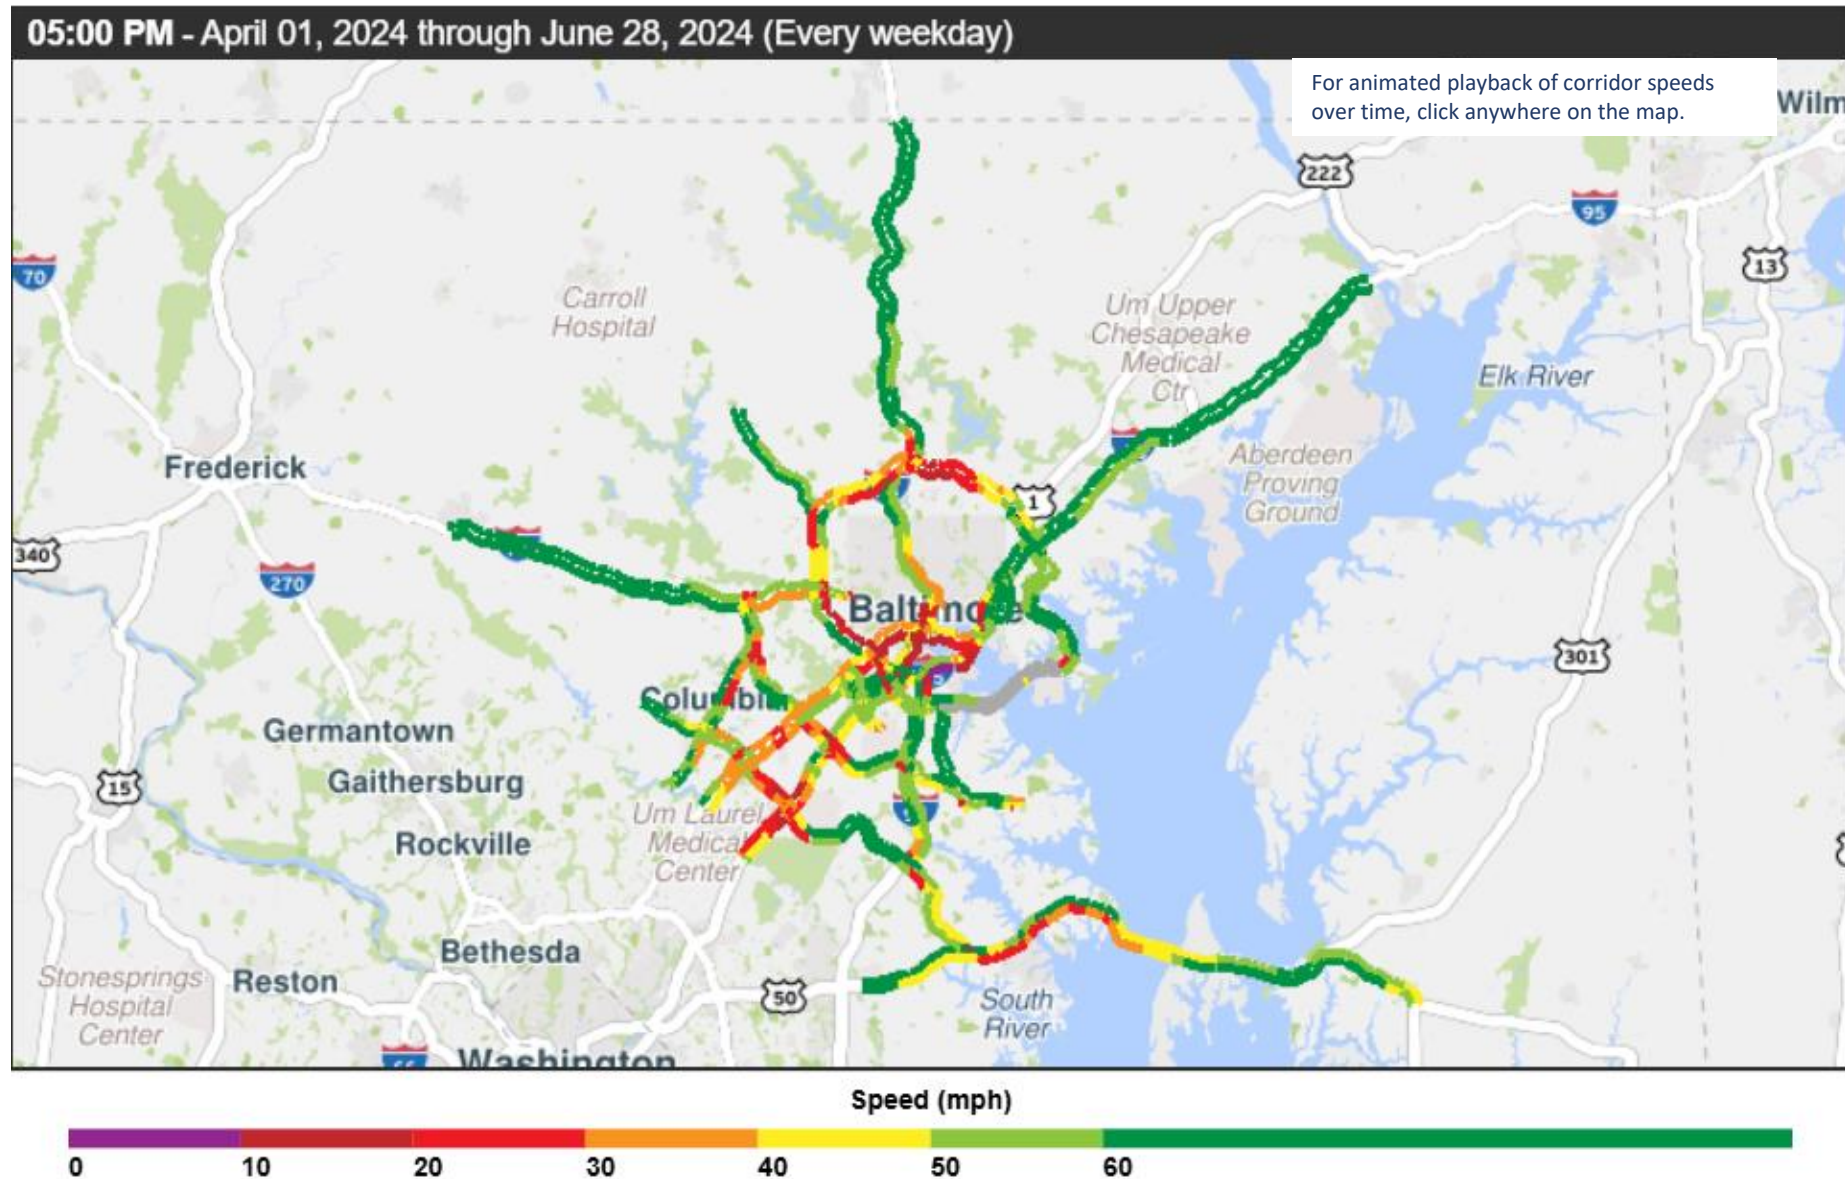 05:00 PM - April 01, 2024 through June 28, 2024 (Every weekday)
For animated playback of corridor speeds
over time, click anywhere on the map.
Wilm
222
95
70
13
Carroll
Hospital
Um Upper
Chesapeake
Medical
Ctr
Elk River
Frederick
Aberdeen
Proving
Ground
1
340
270
Baltimore
301
Columbia
Germantown
Gaithersburg
15
Um Laurel
Medical
Center
Rockville
Bethesda
Stonesprings
Hospital
Center
Reston
50
South
River
66
Washington
Speed (mph)
0 10 20 30 40 50 60